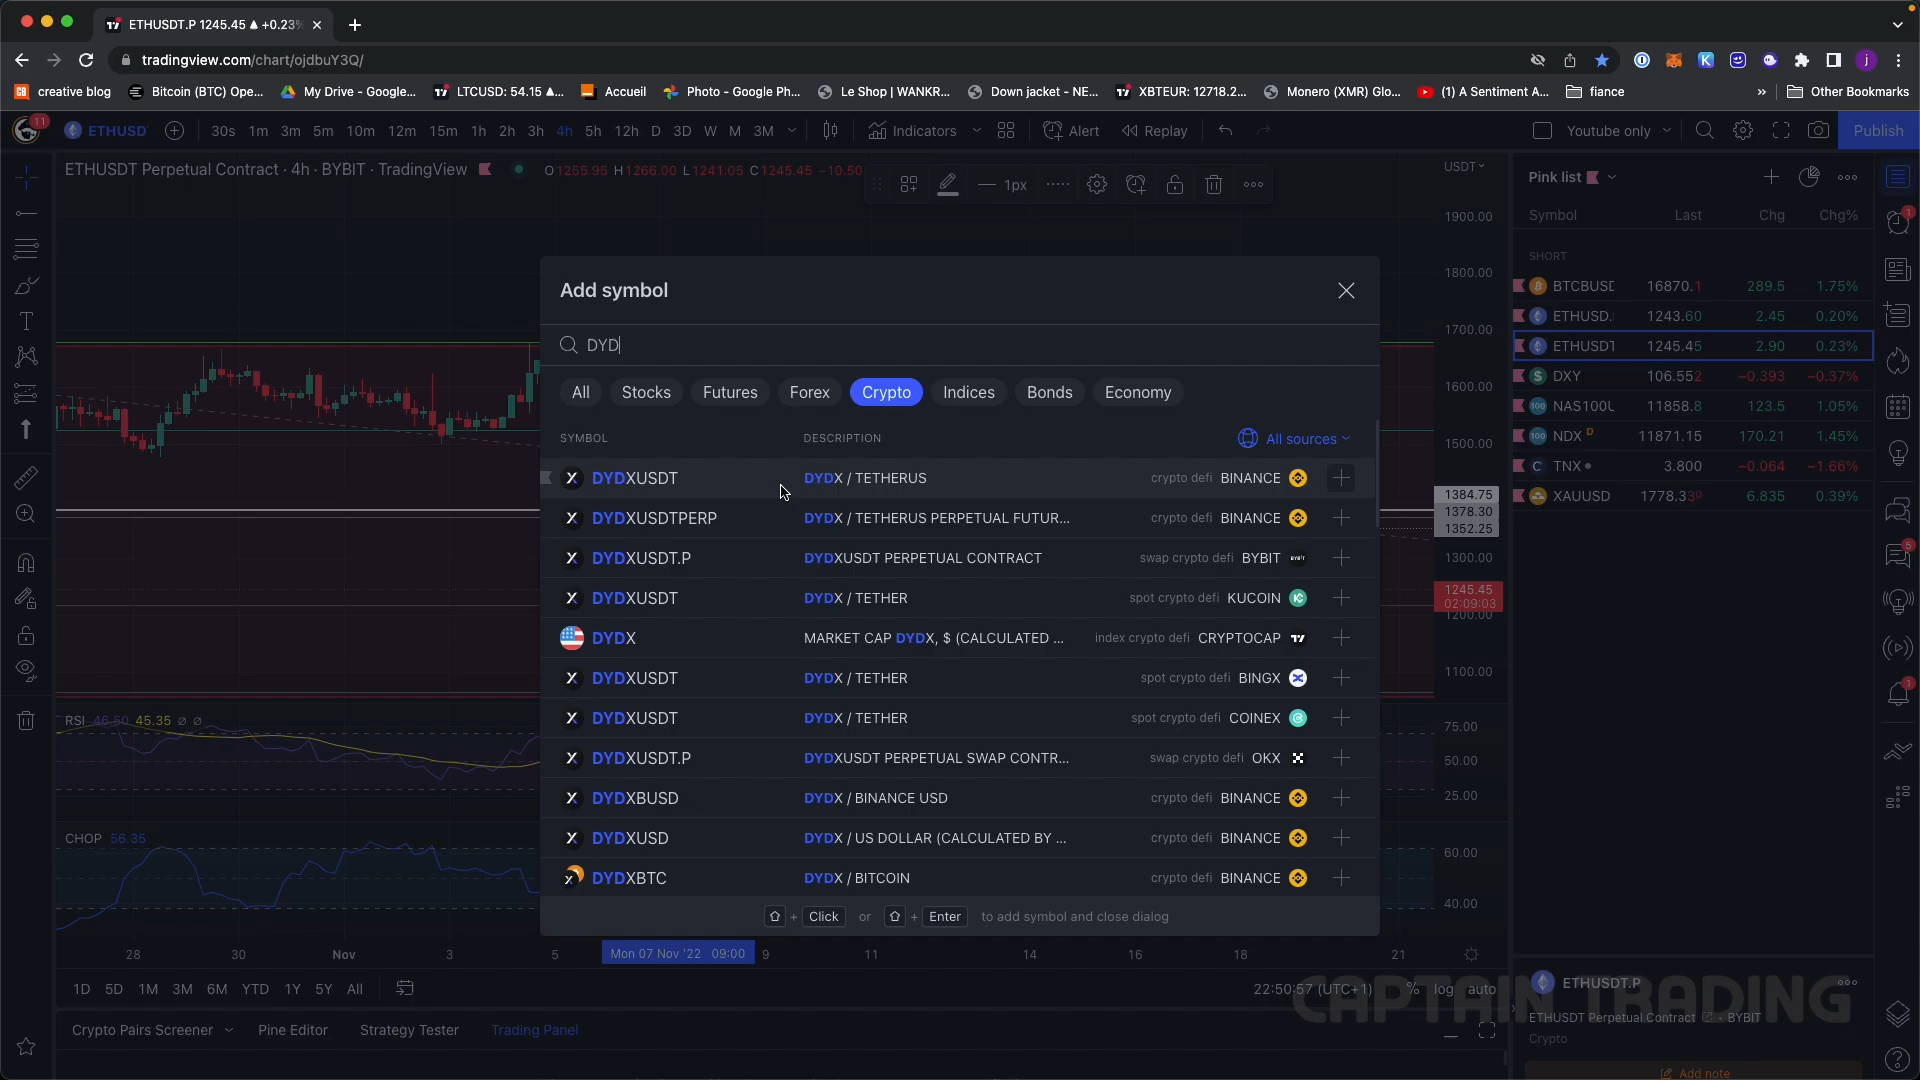 ETHUSDT.P 1245.45 ▲ +0.23%
tradingview.com/chart/ojdbuY3Q/
creative blog
Bitcoin (BTC) Ope...
My Drive - Google...
LTCUSD: 54.15 ▲...
Accueil
Photo - Google Ph...
Le Shop | WANKR...
Down jacket - NE...
XBTEUR: 12718.2...
Monero (XMR) Glo...
(1) A Sentiment A...
fiance
»
Other Bookmarks
11
ETHUSD
30s 1m 3m 5m 10m 12m 15m 1h 2h 3h 4h 5h 12h D 3D W M 3M
Indicators
Alert
Replay
Youtube only
Publish
ETHUSDT Perpetual Contract · 4h · BYBIT · TradingView
O1255.95 H1266.00 L1241.05 C1245.45 −10.50
1px
USDT
1900.00
1800.00
1700.00
1600.00
1500.00
1384.75
1378.30
1352.25
1300.00
1245.45
02:09:03
1200.00
1100.00
75.00
50.00
25.00
60.00
40.00
Add symbol
DYD
All Stocks Futures Forex Crypto Indices Bonds Economy
SYMBOL DESCRIPTION All sources
DYDXUSDT DYDX / TETHERUS crypto defi BINANCE
DYDXUSDTPERP DYDX / TETHERUS PERPETUAL FUTUR... crypto defi BINANCE
DYDXUSDT.P DYDXUSDT PERPETUAL CONTRACT swap crypto defi BYBIT
DYDXUSDT DYDX / TETHER spot crypto defi KUCOIN
DYDX MARKET CAP DYDX, $ (CALCULATED ... index crypto defi CRYPTOCAP
DYDXUSDT DYDX / TETHER spot crypto defi BINGX
DYDXUSDT DYDX / TETHER spot crypto defi COINEX
DYDXUSDT.P DYDXUSDT PERPETUAL SWAP CONTR... swap crypto defi OKX
DYDXBUSD DYDX / BINANCE USD crypto defi BINANCE
DYDXUSD DYDX / US DOLLAR (CALCULATED BY ... crypto defi BINANCE
DYDXBTC DYDX / BITCOIN crypto defi BINANCE
+ Click or + Enter to add symbol and close dialog
RSI 46.50 45.35 ∅ ∅
CHOP 56.35
28 30 Nov 3 5 Mon 07 Nov '22 09:00 9 11 14 16 18 21
1D 5D 1M 3M 6M YTD 1Y 5Y All
22:50:57 (UTC+1) % log auto
Crypto Pairs Screener
Pine Editor
Strategy Tester
Trading Panel
Pink list
Symbol Last Chg Chg%
SHORT
BTCBUSD 16870.1 289.5 1.75%
ETHUSD. 1243.60 2.45 0.20%
ETHUSDT 1245.45 2.90 0.23%
DXY 106.552 −0.393 −0.37%
NAS100U 11858.8 123.5 1.05%
NDX D 11871.15 170.21 1.45%
TNX 3.800 −0.064 −1.66%
XAUUSD 1778.330 6.835 0.39%
1
5
1
ETHUSDT.P
ETHUSDT Perpetual Contract · BYBIT
Crypto
Add note
CAPTAIN TRADING